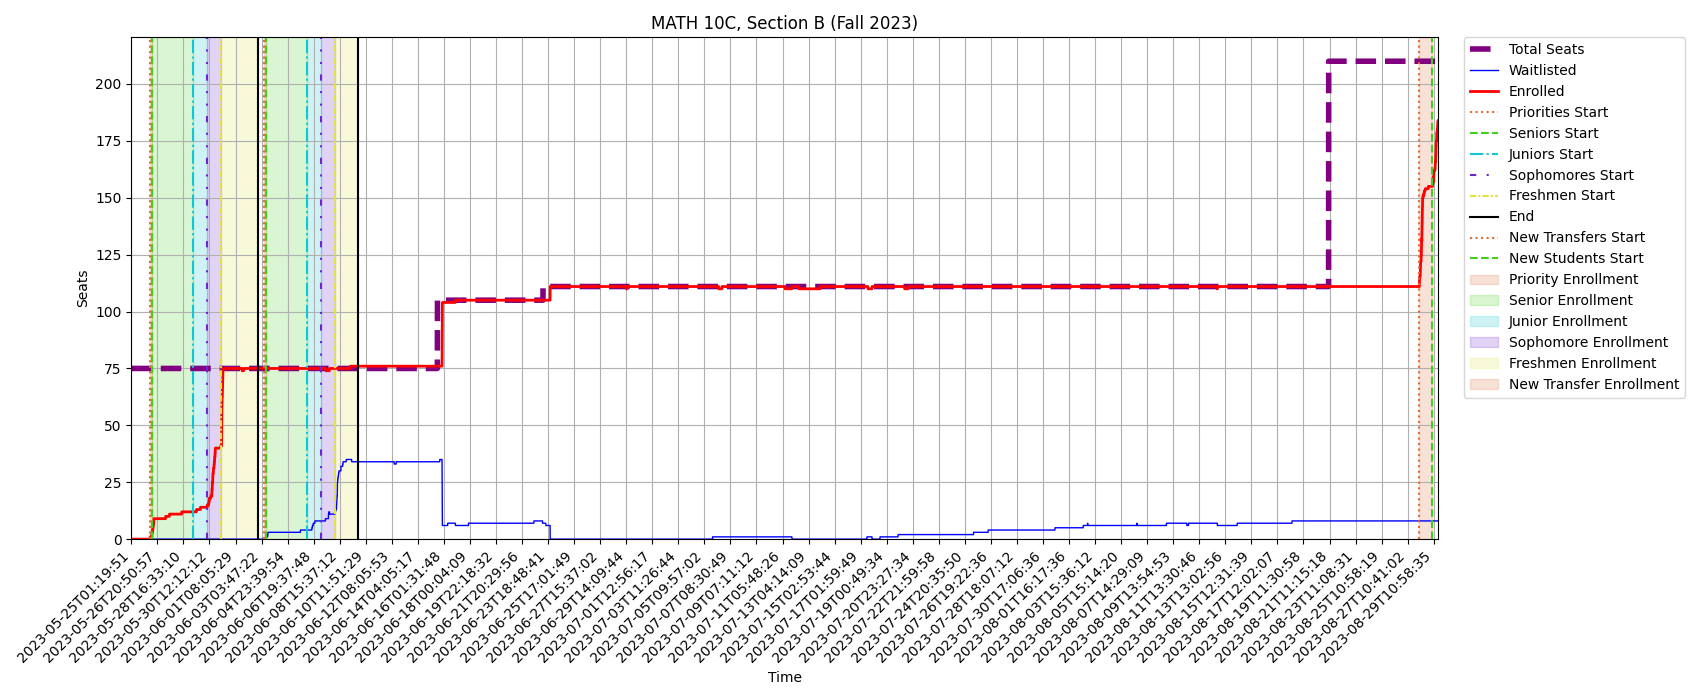 MATH 10C, Section B (Fall 2023)
Seats
200
175
150
125
100
75
50
25
0
2023-05-25T01:19:51
2023-05-26T20:50:57
2023-05-28T16:33:10
2023-05-30T12:12:12
2023-06-01T08:05:29
2023-06-03T03:47:22
2023-06-04T23:39:54
2023-06-06T19:37:48
2023-06-08T15:37:12
2023-06-10T11:51:29
2023-06-12T08:05:53
2023-06-14T04:05:17
2023-06-16T01:31:48
2023-06-18T00:04:09
2023-06-19T22:18:32
2023-06-21T20:29:56
2023-06-23T18:48:41
2023-06-25T17:01:49
2023-06-27T15:37:02
2023-06-29T14:09:44
2023-07-01T12:56:17
2023-07-03T11:26:44
2023-07-05T09:57:02
2023-07-07T08:30:49
2023-07-09T07:11:12
2023-07-11T05:48:26
2023-07-13T04:14:09
2023-07-15T02:53:44
2023-07-17T01:59:49
2023-07-19T00:49:34
2023-07-20T23:27:34
2023-07-22T21:59:58
2023-07-24T20:35:50
2023-07-26T19:22:36
2023-07-28T18:07:12
2023-07-30T17:06:36
2023-08-01T16:17:36
2023-08-03T15:36:12
2023-08-05T15:14:20
2023-08-07T14:29:09
2023-08-09T13:54:53
2023-08-11T13:30:46
2023-08-13T13:02:56
2023-08-15T12:31:39
2023-08-17T12:02:07
2023-08-19T11:30:58
2023-08-21T11:15:18
2023-08-23T11:08:31
2023-08-25T10:58:19
2023-08-27T10:41:02
2023-08-29T10:58:35
Time
Total Seats
Waitlisted
Enrolled
Priorities Start
Seniors Start
Juniors Start
Sophomores Start
Freshmen Start
End
New Transfers Start
New Students Start
Priority Enrollment
Senior Enrollment
Junior Enrollment
Sophomore Enrollment
Freshmen Enrollment
New Transfer Enrollment